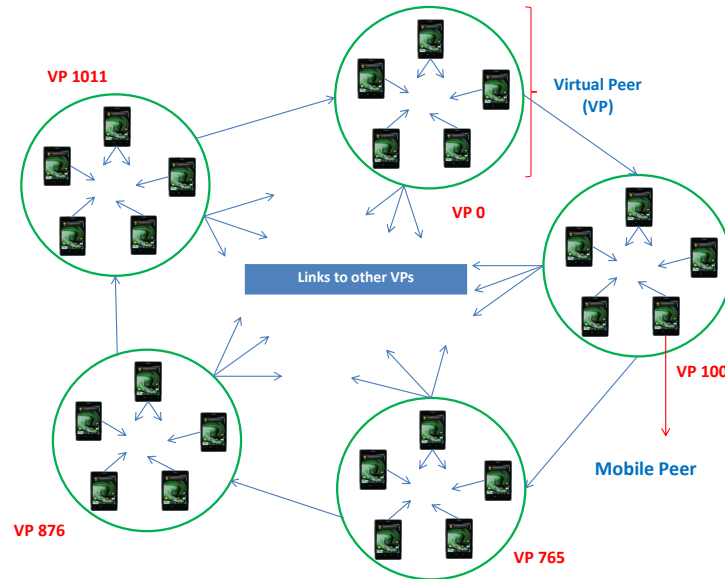 VP 1011
Virtual Peer
(VP)
VP 0
Links to other VPs
VP 100
Mobile Peer
VP 876
VP 765